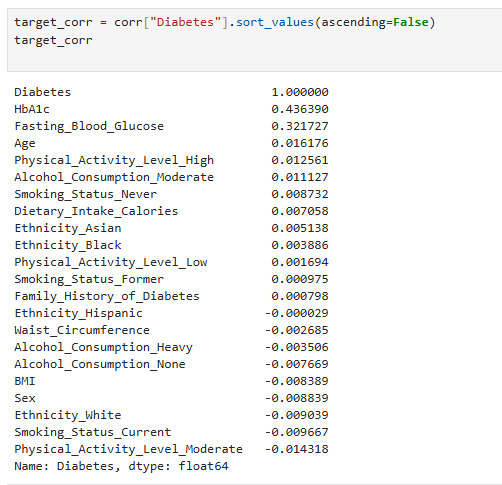 target_corr = corr["Diabetes"].sort_values(ascending=False)
target_corr
Diabetes 1.000000
HbA1c 0.436390
Fasting_Blood_Glucose 0.321727
Age 0.016176
Physical_Activity_Level_High 0.012561
Alcohol_Consumption_Moderate 0.011127
Smoking_Status_Never 0.008732
Dietary_Intake_Calories 0.007058
Ethnicity_Asian 0.005138
Ethnicity_Black 0.003886
Physical_Activity_Level_Low 0.001694
Smoking_Status_Former 0.000975
Family_History_of_Diabetes 0.000798
Ethnicity_Hispanic -0.000029
Waist_Circumference -0.002685
Alcohol_Consumption_Heavy -0.003506
Alcohol_Consumption_None -0.007669
BMI -0.008389
Sex -0.008839
Ethnicity_White -0.009039
Smoking_Status_Current -0.009667
Physical_Activity_Level_Moderate -0.014318
Name: Diabetes, dtype: float64